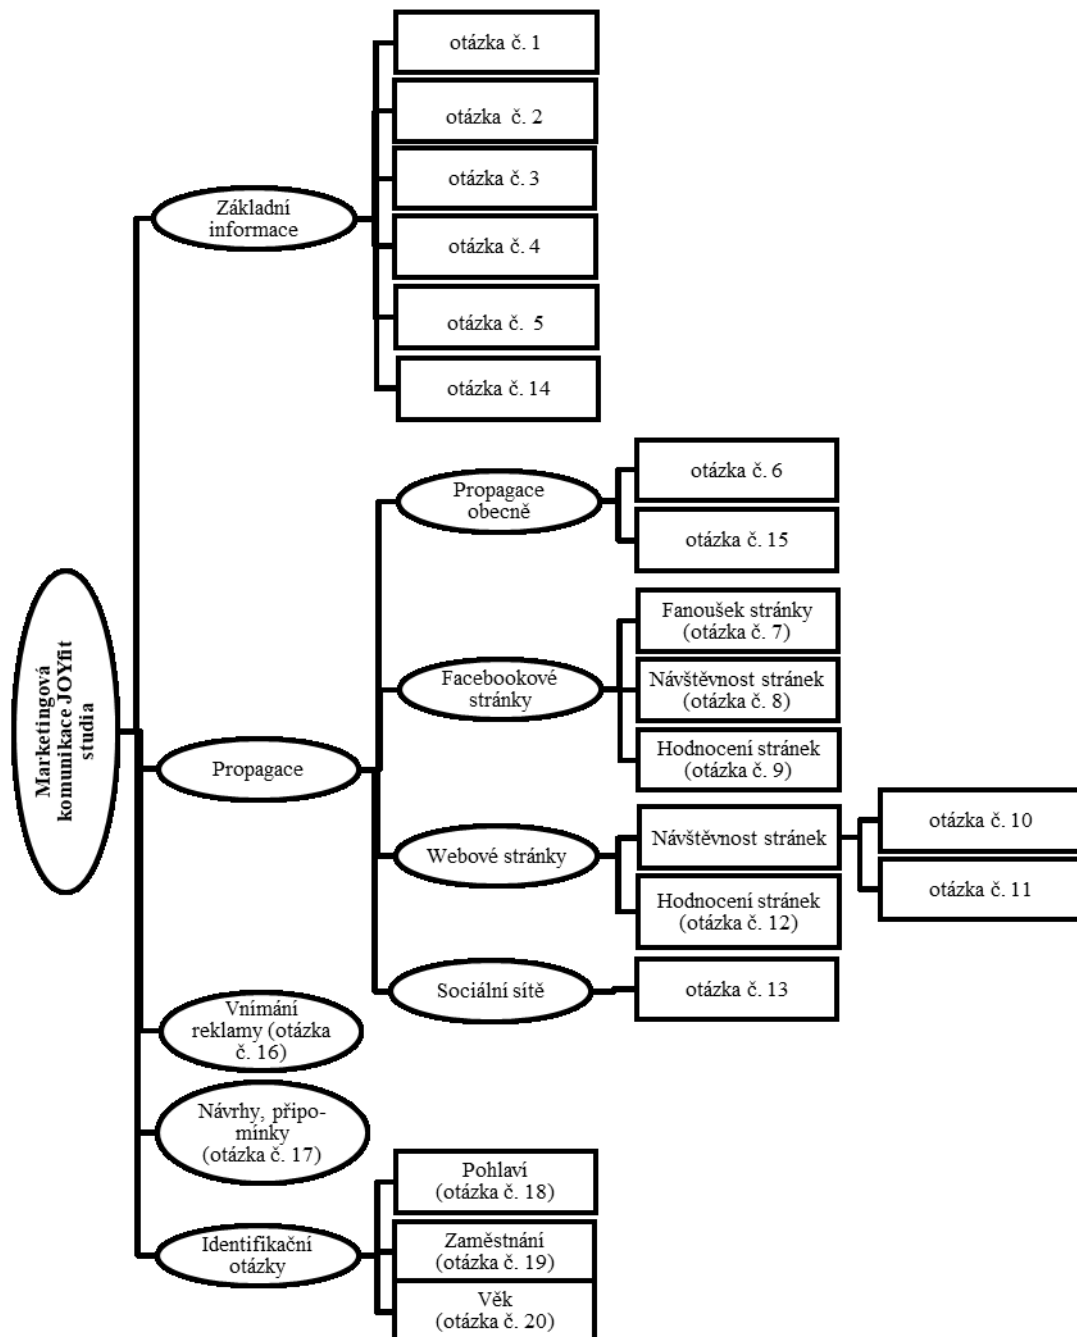 Marketingová
komunikace JOYfit
studia
Základní
informace
otázka č. 1
otázka  č. 2
otázka č. 3
otázka č. 4
otázka č.  5
otázka č. 14
Propagace
Propagace
obecně
otázka č. 6
otázka č. 15
Facebookové
stránky
Fanoušek stránky
(otázka č. 7)
Návštěvnost stránek
(otázka č. 8)
Hodnocení stránek
(otázka č. 9)
Webové stránky
Návštěvnost stránek
otázka č. 10
otázka č. 11
Hodnocení stránek
(otázka č. 12)
Sociální sítě
otázka č. 13
Vnímání
reklamy (otázka
č. 16)
Návrhy, připo-
mínky
(otázka č. 17)
Identifikační
otázky
Pohlaví
(otázka č. 18)
Zaměstnání
(otázka č. 19)
Věk
(otázka č. 20)